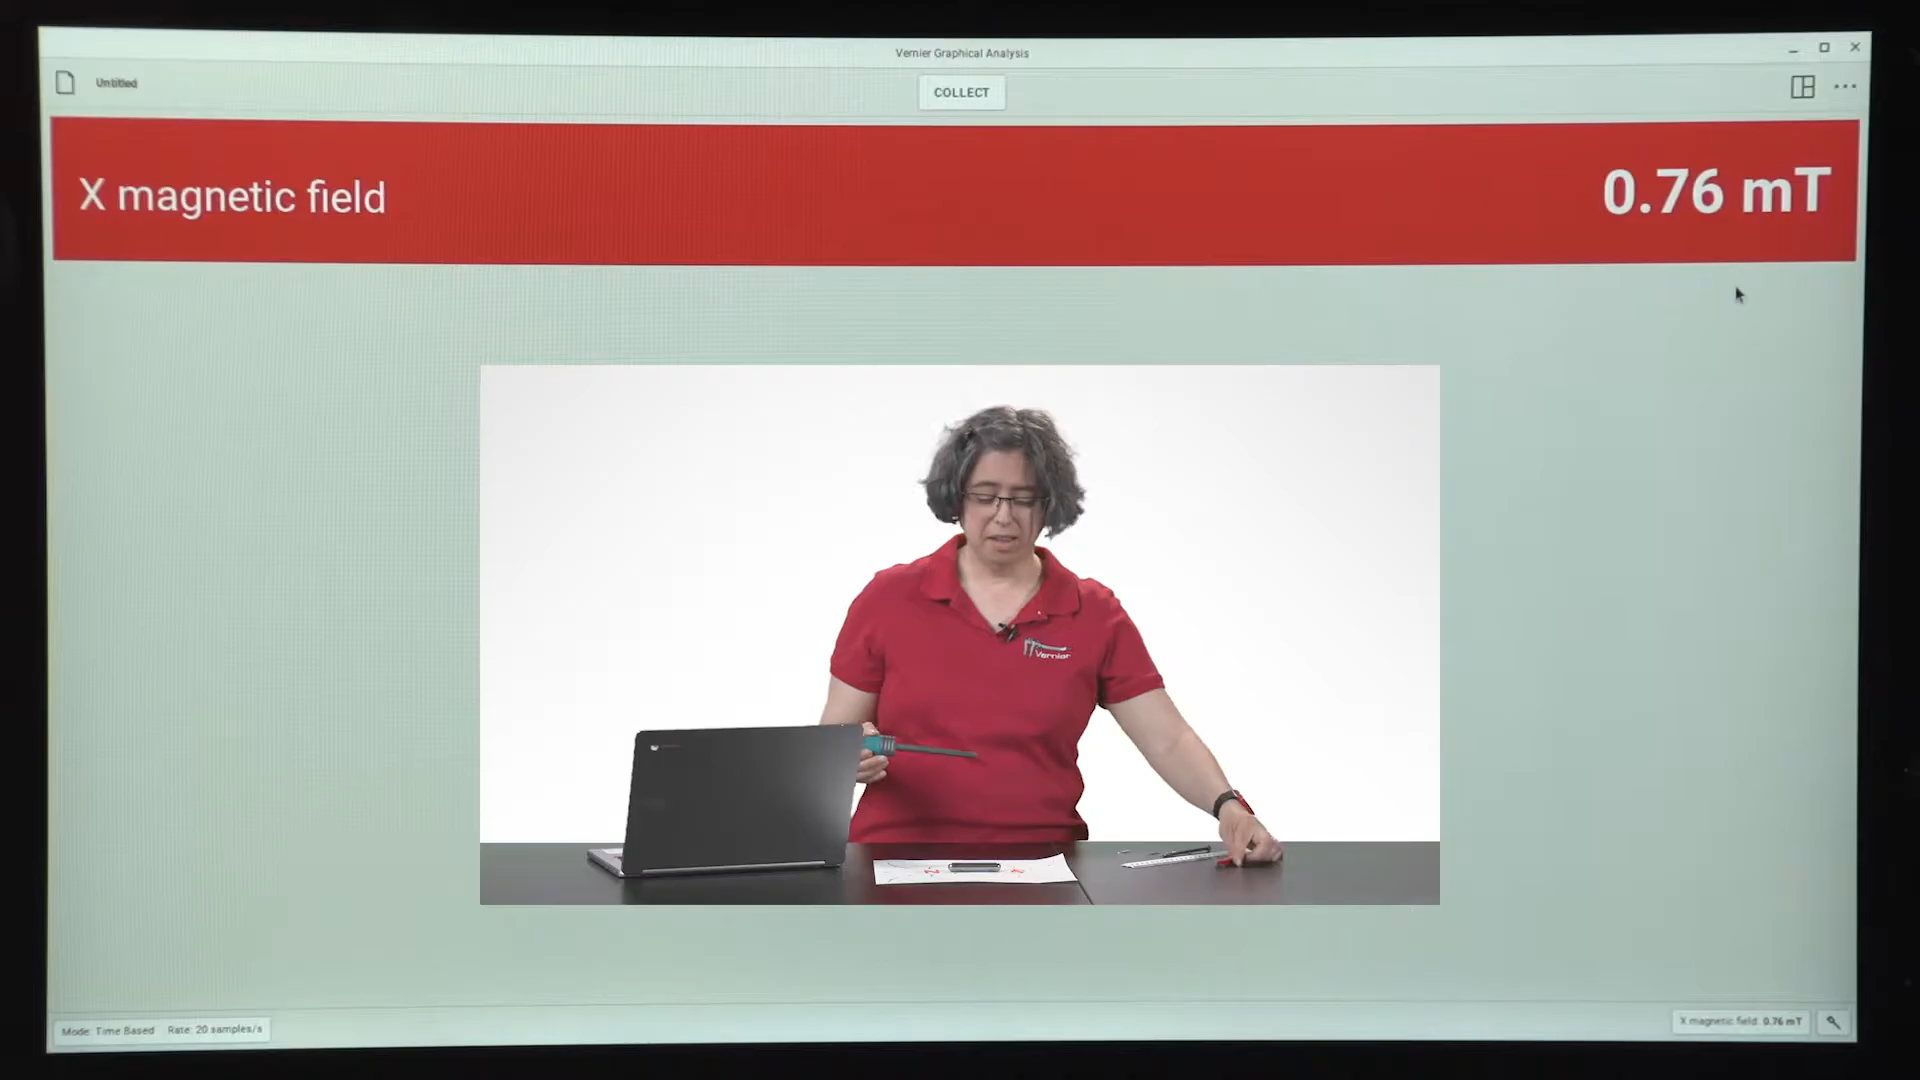 Vernier Graphical Analysis
Untitled
COLLECT
X magnetic field
0.76 mT
Vernier
Mode: Time Based Rate: 20 samples/s
X magnetic field: 0.76 mT